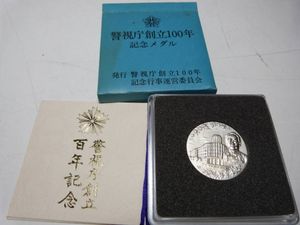 警視庁創立100年
記念メダル
発行 警視庁創立100年
記念行事運営委員会
警視庁創立
百年記念